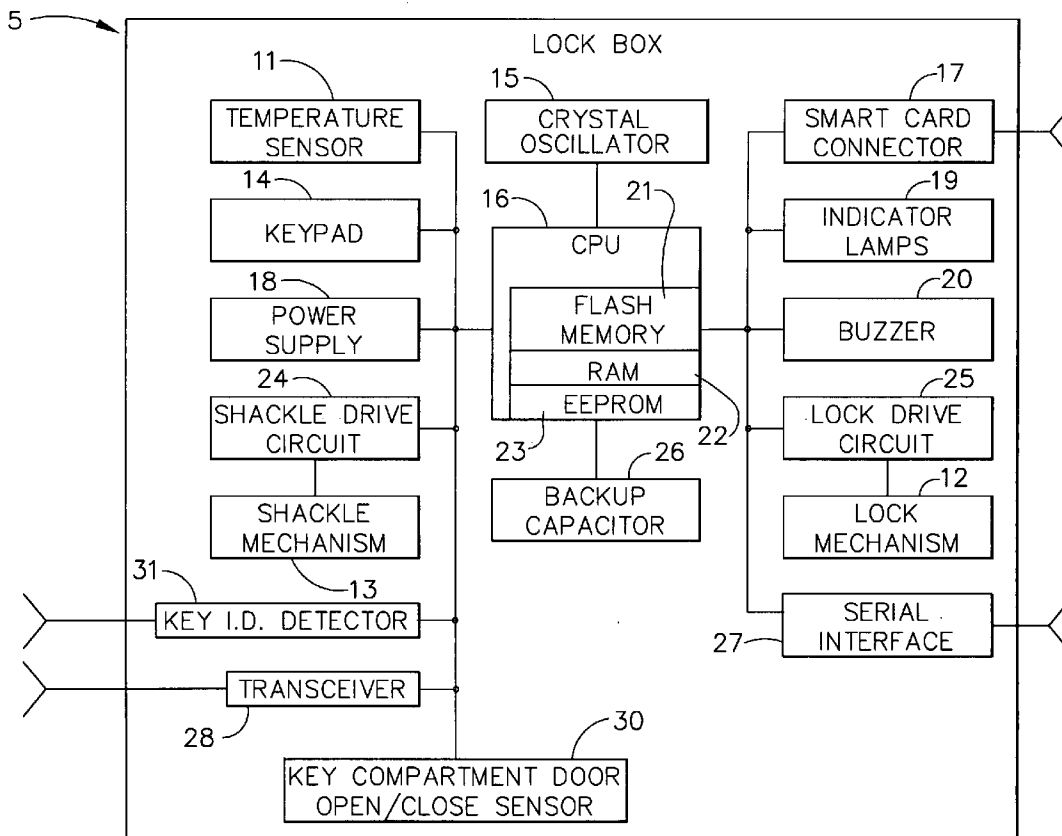 5
LOCK BOX
11
TEMPERATURE
SENSOR
15
CRYSTAL
OSCILLATOR
17
SMART CARD
CONNECTOR
14
KEYPAD
16
CPU
21
19
INDICATOR
LAMPS
18
POWER
SUPPLY
FLASH
MEMORY
RAM
EEPROM
23
22
20
BUZZER
24
SHACKLE DRIVE
CIRCUIT
25
LOCK DRIVE
CIRCUIT
SHACKLE
MECHANISM
13
26
BACKUP
CAPACITOR
12
LOCK
MECHANISM
31
KEY I.D. DETECTOR
SERIAL
INTERFACE
27
TRANSCEIVER
28
30
KEY COMPARTMENT DOOR
OPEN/CLOSE SENSOR